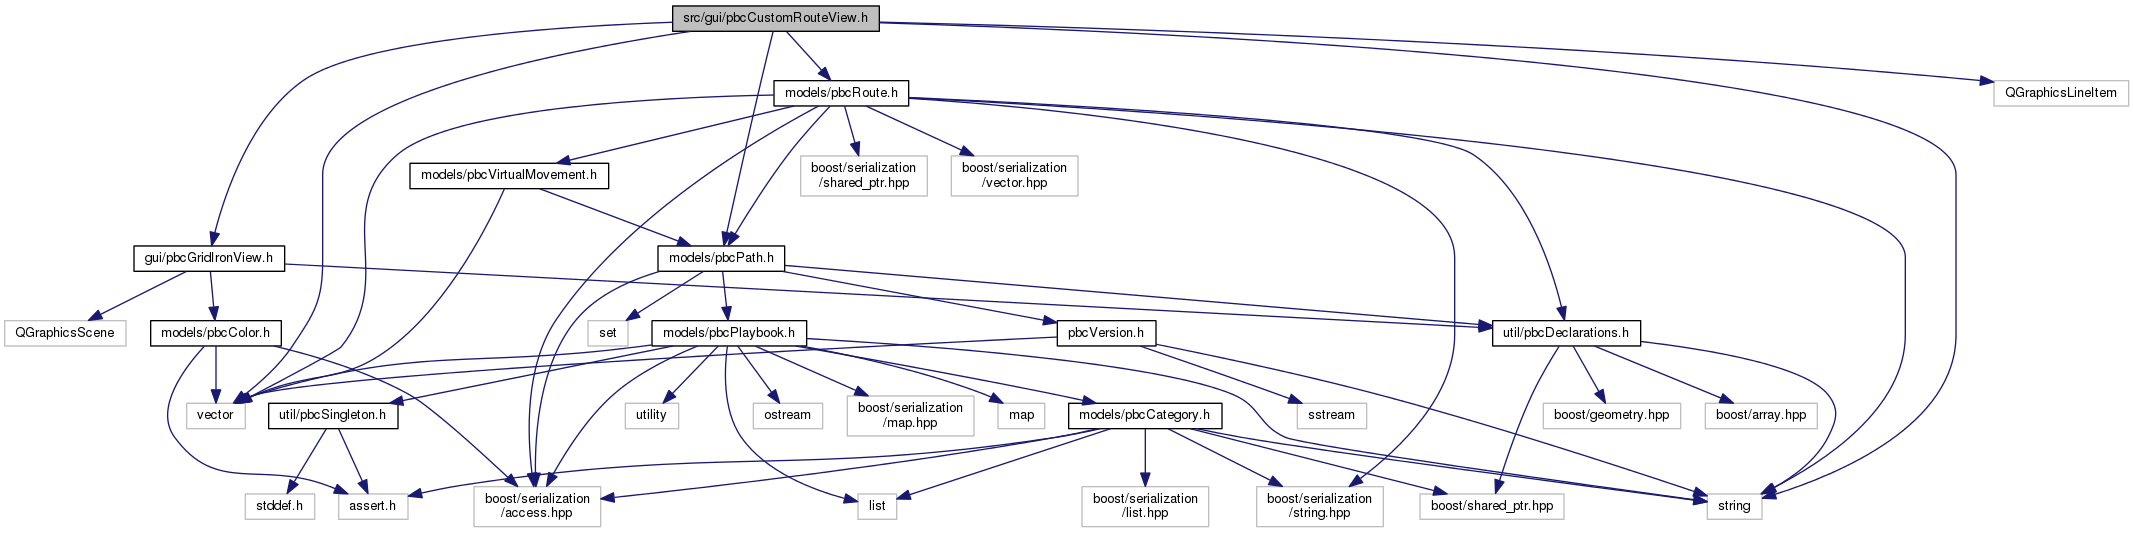 src/gui/pbcCustomRouteView.h
models/pbcRoute.h
QGraphicsLineItem
models/pbcVirtualMovement.h
boost/serialization
/shared_ptr.hpp
boost/serialization
/vector.hpp
gui/pbcGridIronView.h
models/pbcPath.h
QGraphicsScene
models/pbcColor.h
set
models/pbcPlaybook.h
pbcVersion.h
util/pbcDeclarations.h
vector
util/pbcSingleton.h
utility
ostream
boost/serialization
/map.hpp
map
models/pbcCategory.h
sstream
boost/geometry.hpp
boost/array.hpp
stddef.h
assert.h
boost/serialization
/access.hpp
list
boost/serialization
/list.hpp
boost/serialization
/string.hpp
boost/shared_ptr.hpp
string